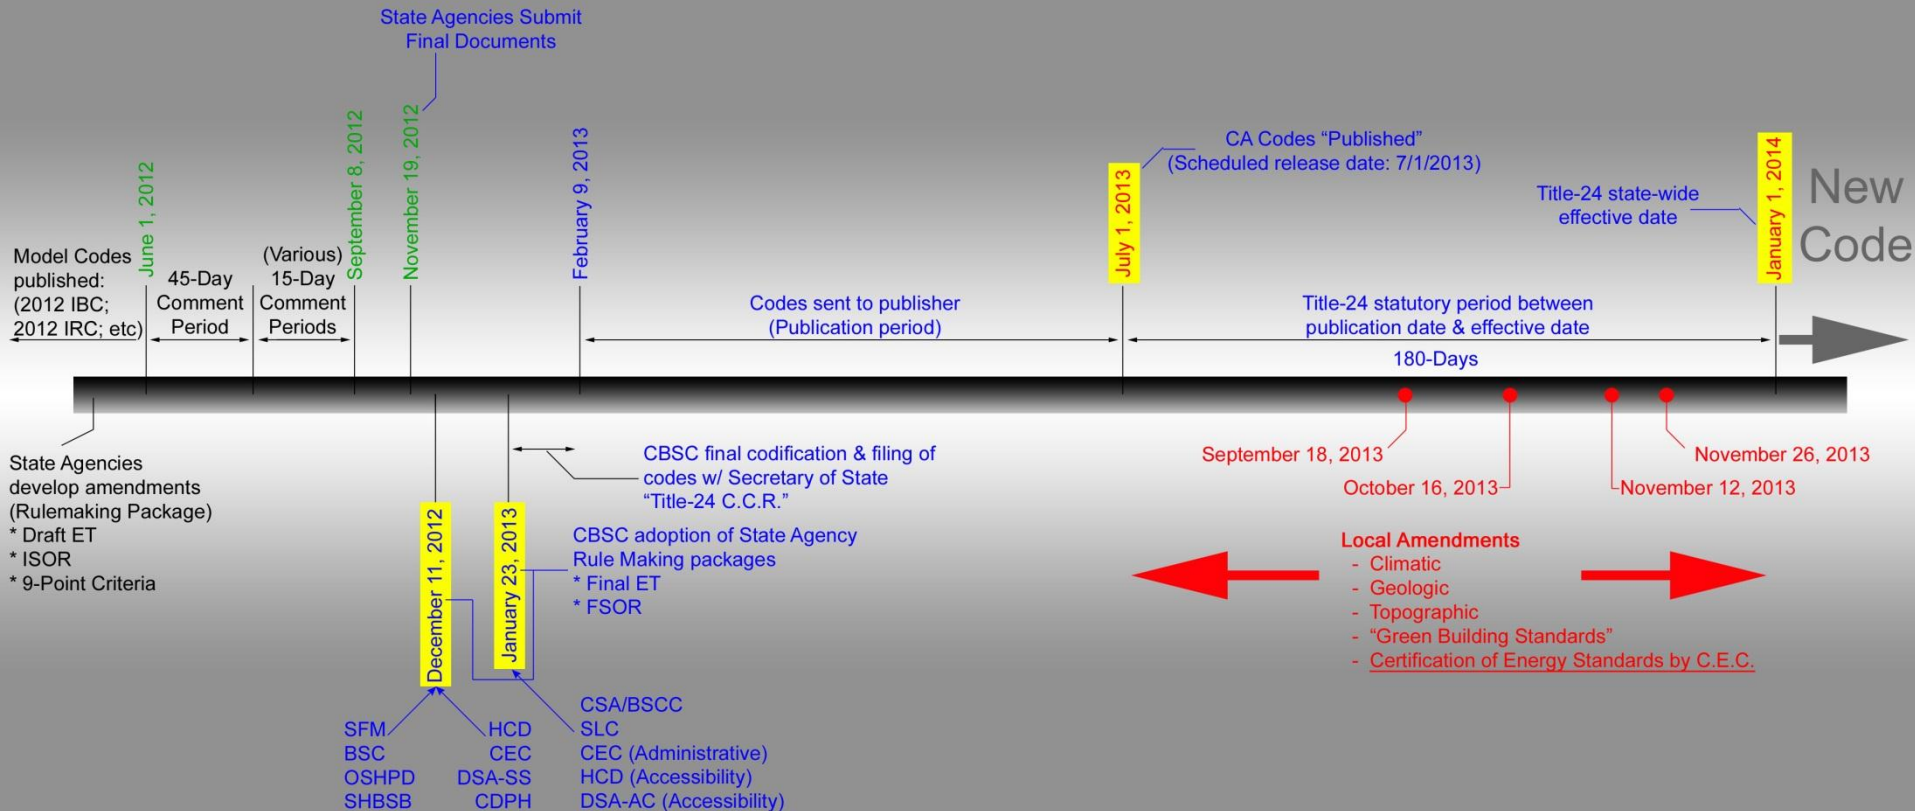 State Agencies Submit
Final Documents
June 1, 2012
September 8, 2012
November 19, 2012
February 9, 2013
July 1, 2013
CA Codes “Published”
(Scheduled release date: 7/1/2013)
January 1, 2014
Title-24 state-wide
effective date
New
Code
Model Codes
published:
(2012 IBC;
2012 IRC; etc)
45-Day
Comment
Period
(Various)
15-Day
Comment
Periods
Codes sent to publisher
(Publication period)
Title-24 statutory period between
publication date & effective date
180-Days
State Agencies
develop amendments
(Rulemaking Package)
* Draft ET
* ISOR
* 9-Point Criteria
December 11, 2012
January 23, 2013
CBSC final codification & filing of
codes w/ Secretary of State
“Title-24 C.C.R.”
CBSC adoption of State Agency
Rule Making packages
* Final ET
* FSOR
SFM
BSC
OSHPD
SHBSB
HCD
CEC
DSA-SS
CDPH
CSA/BSCC
SLC
CEC (Administrative)
HCD (Accessibility)
DSA-AC (Accessibility)
September 18, 2013
October 16, 2013
November 12, 2013
November 26, 2013
Local Amendments
- Climatic
- Geologic
- Topographic
- “Green Building Standards”
- Certification of Energy Standards by C.E.C.